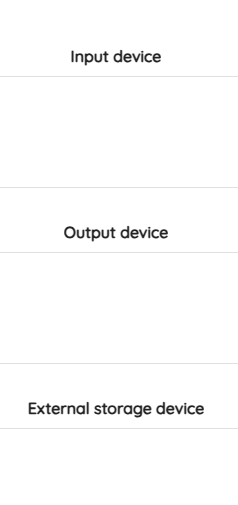 Input device
Output device
External storage device